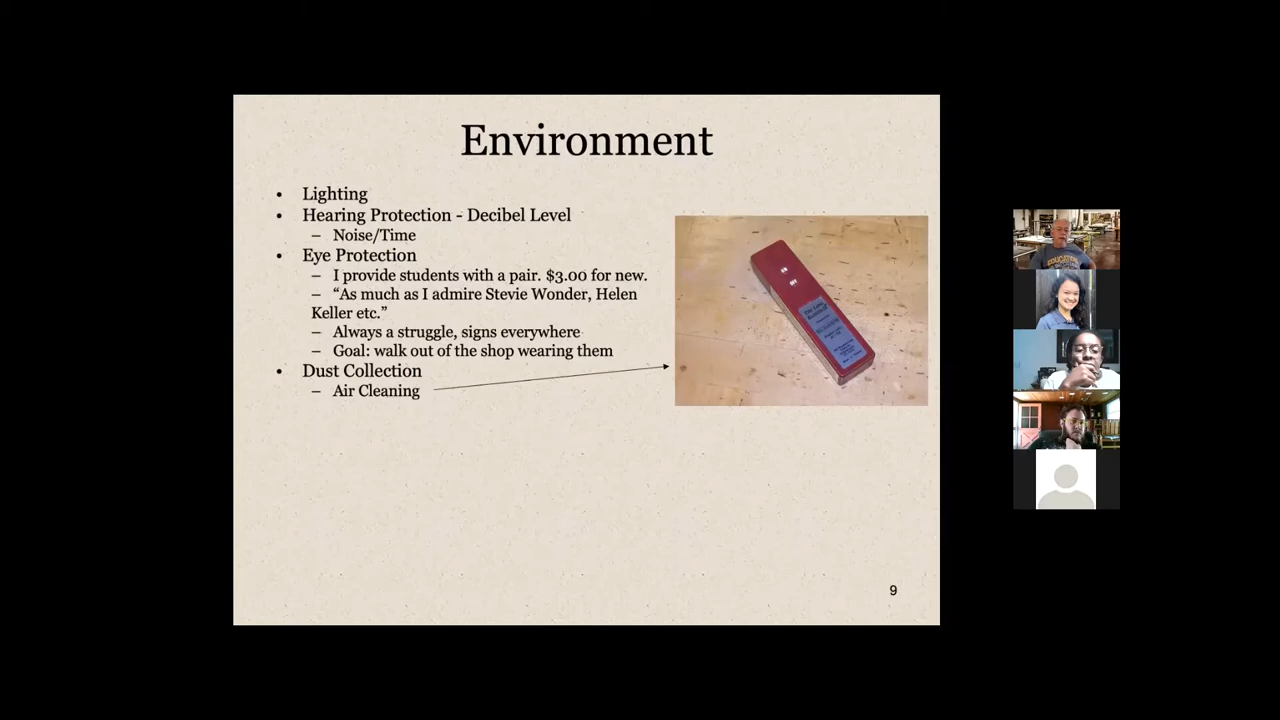 Environment
• Lighting
• Hearing Protection - Decibel Level
– Noise/Time
• Eye Protection
– I provide students with a pair. $3.00 for new.
– “As much as I admire Stevie Wonder, Helen
Keller etc.”
– Always a struggle, signs everywhere
– Goal: walk out of the shop wearing them
• Dust Collection
– Air Cleaning
ON
OFF
9